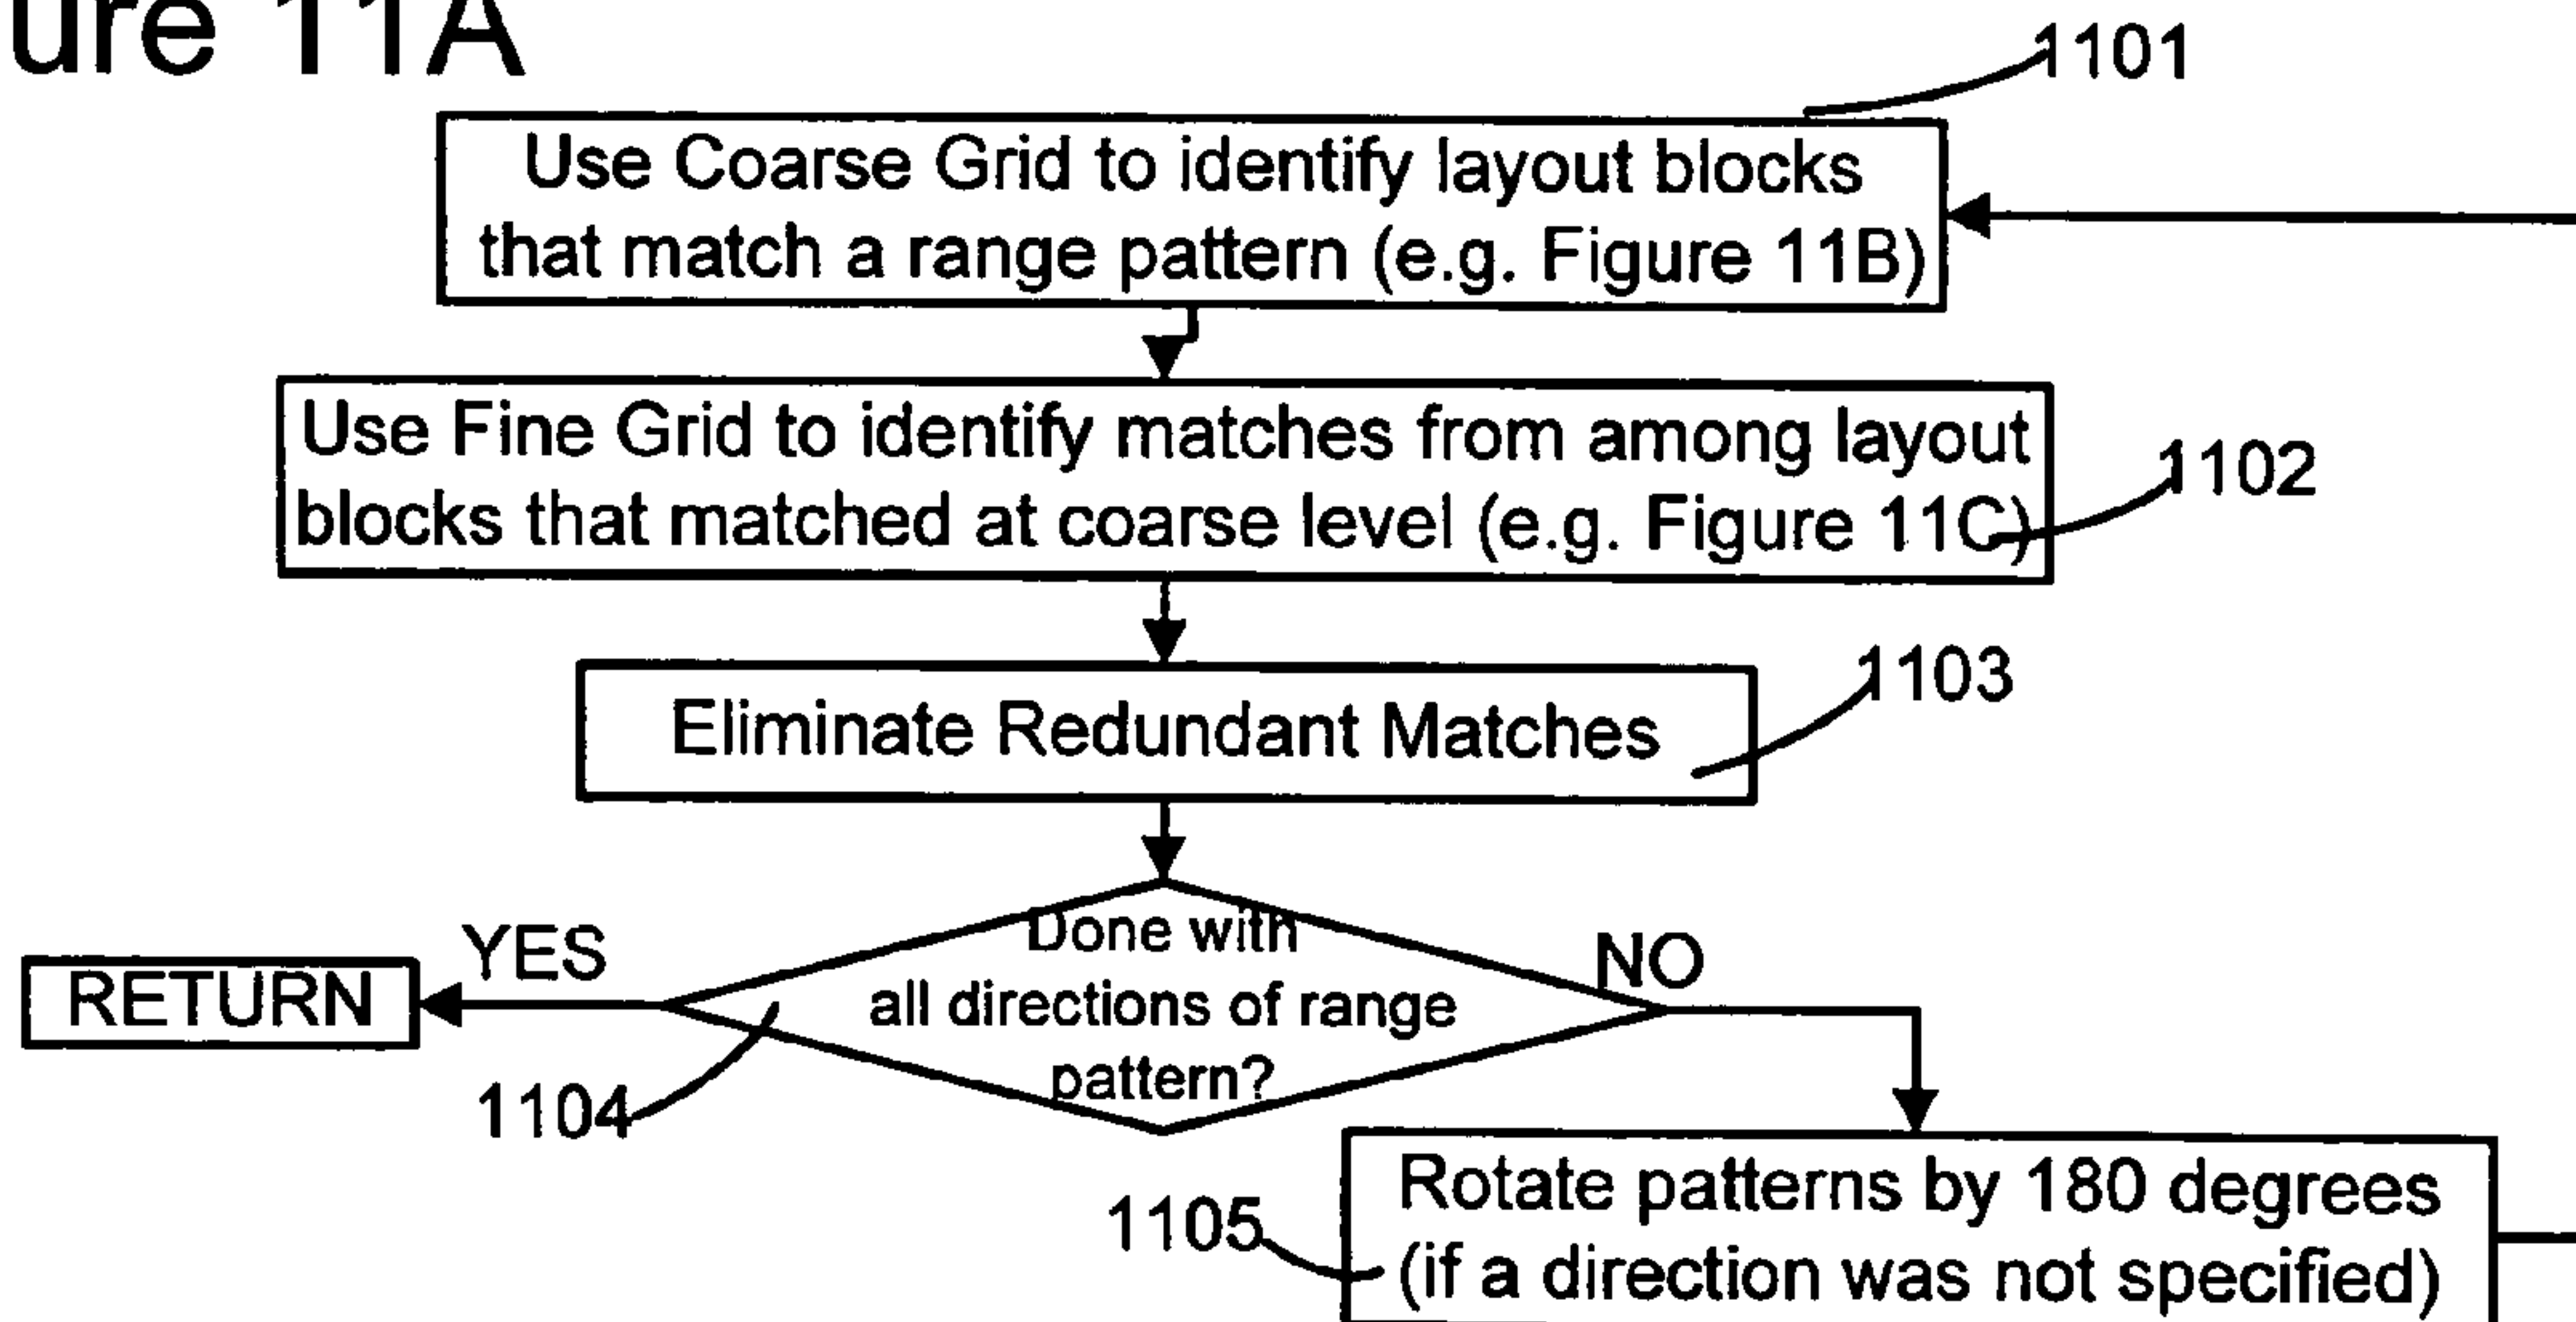 ure 11A
1101
Use Coarse Grid to identify layout blocks
that match a range pattern (e.g. Figure 11B)
Use Fine Grid to identify matches from among layout
blocks that matched at coarse level (e.g. Figure 11C)
1102
Eliminate Redundant Matches
1103
Done with
all directions of range
pattern?
YES
NO
RETURN
1104
Rotate patterns by 180 degrees
(if a direction was not specified)
1105